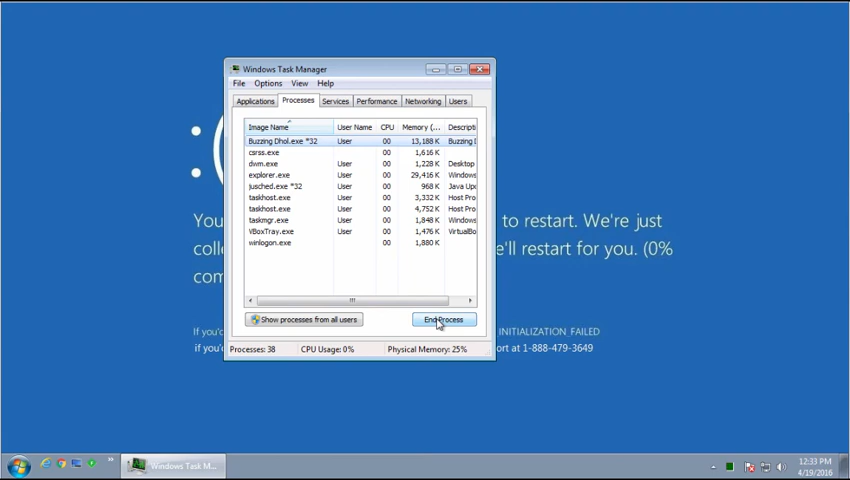 Windows Task Manager
File Options View Help
Applications Processes Services Performance Networking Users
Image Name User Name CPU Memory (... Descripti
Buzzing Dhol.exe *32 User 00 13,188 K Buzzing D
csrss.exe 00 1,616 K
dwm.exe User 00 1,228 K Desktop
explorer.exe User 00 29,416 K Windows
jusched.exe *32 User 00 968 K Java Up
taskhost.exe User 00 3,332 K Host Pro
taskhost.exe User 00 4,752 K Host Pro
taskmgr.exe User 00 1,848 K Windows
VBoxTray.exe User 00 1,476 K VirtualBo
winlogon.exe 00 1,880 K
Show processes from all users End Process
Processes: 38 CPU Usage: 0% Physical Memory: 25%
:(
You to restart. We're just
coll 'll restart for you. (0%
com
If you'd _INITIALIZATION_FAILED
if you'd ort at 1-888-479-3649
Windows Task M...
12:33 PM
4/19/2016